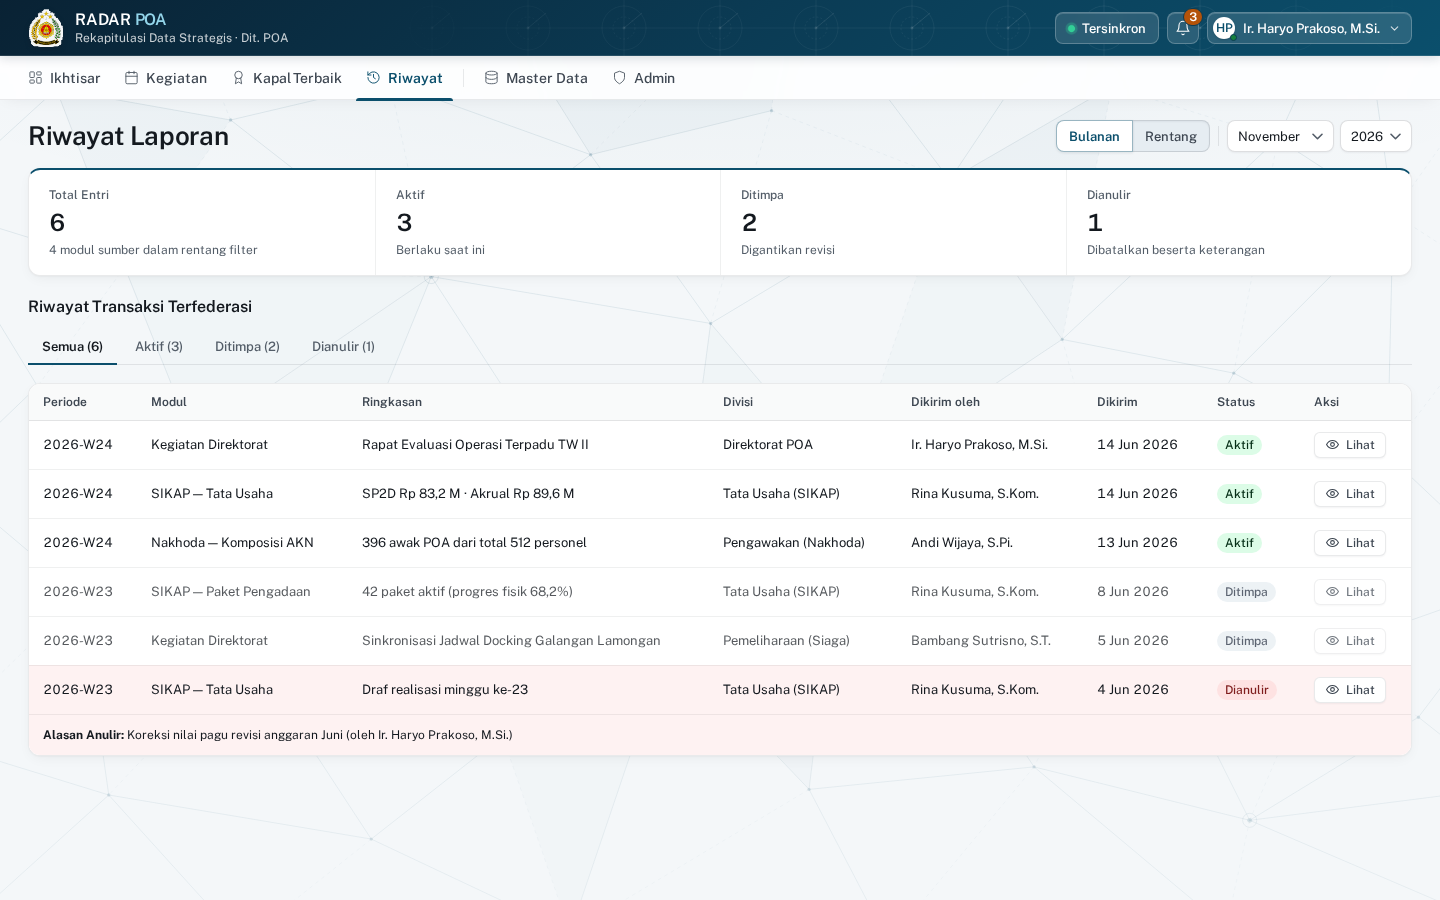 RADAR POA
Rekapitulasi Data Strategis · Dit. POA
Tersinkron
3
HP
Ir. Haryo Prakoso, M.Si.
Ikhtisar
Kegiatan
Kapal Terbaik
Riwayat
Master Data
Admin
Riwayat Laporan
Bulanan
Rentang
November
2026
Total Entri
6
4 modul sumber dalam rentang filter
Aktif
3
Berlaku saat ini
Ditimpa
2
Digantikan revisi
Dianulir
1
Dibatalkan beserta keterangan
Riwayat Transaksi Terfederasi
Semua (6)
Aktif (3)
Ditimpa (2)
Dianulir (1)
Periode Modul Ringkasan Divisi Dikirim oleh Dikirim Status Aksi
2026-W24 Kegiatan Direktorat Rapat Evaluasi Operasi Terpadu TW II Direktorat POA Ir. Haryo Prakoso, M.Si. 14 Jun 2026 Aktif Lihat
2026-W24 SIKAP — Tata Usaha SP2D Rp 83,2 M · Akrual Rp 89,6 M Tata Usaha (SIKAP) Rina Kusuma, S.Kom. 14 Jun 2026 Aktif Lihat
2026-W24 Nakhoda — Komposisi AKN 396 awak POA dari total 512 personel Pengawakan (Nakhoda) Andi Wijaya, S.Pi. 13 Jun 2026 Aktif Lihat
2026-W23 SIKAP — Paket Pengadaan 42 paket aktif (progres fisik 68,2%) Tata Usaha (SIKAP) Rina Kusuma, S.Kom. 8 Jun 2026 Ditimpa Lihat
2026-W23 Kegiatan Direktorat Sinkronisasi Jadwal Docking Galangan Lamongan Pemeliharaan (Siaga) Bambang Sutrisno, S.T. 5 Jun 2026 Ditimpa Lihat
2026-W23 SIKAP — Tata Usaha Draf realisasi minggu ke-23 Tata Usaha (SIKAP) Rina Kusuma, S.Kom. 4 Jun 2026 Dianulir Lihat
Alasan Anulir: Koreksi nilai pagu revisi anggaran Juni (oleh Ir. Haryo Prakoso, M.Si.)